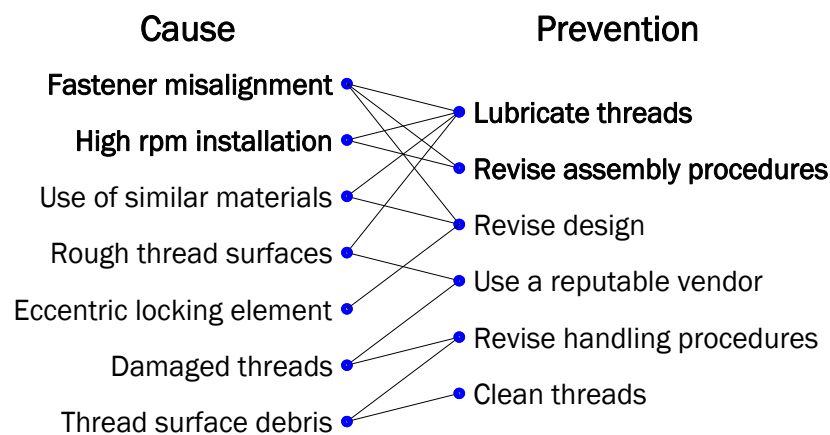 Cause
Prevention
Fastener misalignment
High rpm installation
Use of similar materials
Rough thread surfaces
Eccentric locking element
Damaged threads
Thread surface debris
Lubricate threads
Revise assembly procedures
Revise design
Use a reputable vendor
Revise handling procedures
Clean threads